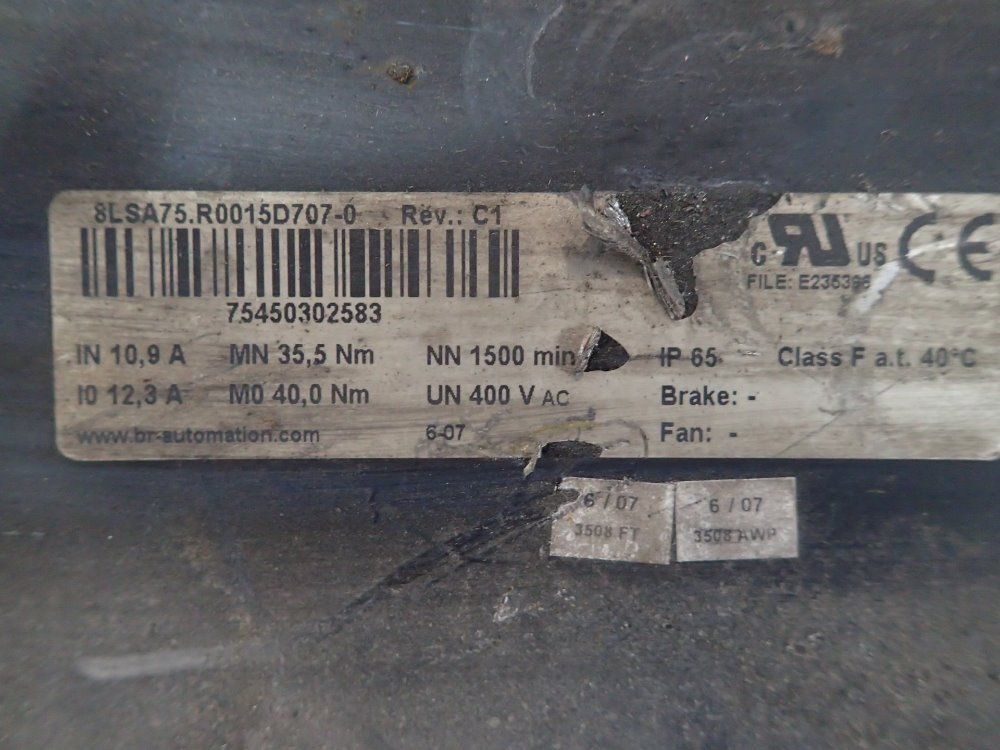 8LSA75.R0015D707-0 Rev.: C1
75450302583
C RU US CE
FILE: E235396
IN 10,9 A MN 35,5 Nm NN 1500 min IP 65 Class F a.t. 40°C
I0 12,3 A M0 40,0 Nm UN 400 V AC Brake: -
www.br-automation.com 6-07 Fan: -
6 / 07 6 / 07
3508 FT 3508 AWP